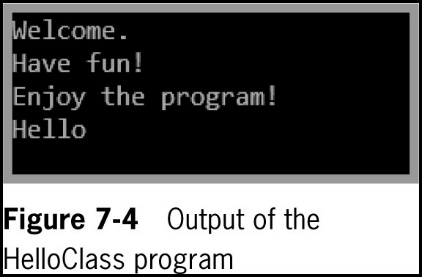 Welcome.
Have fun!
Enjoy the program!
Hello
Figure 7-4 Output of the
HelloClass program